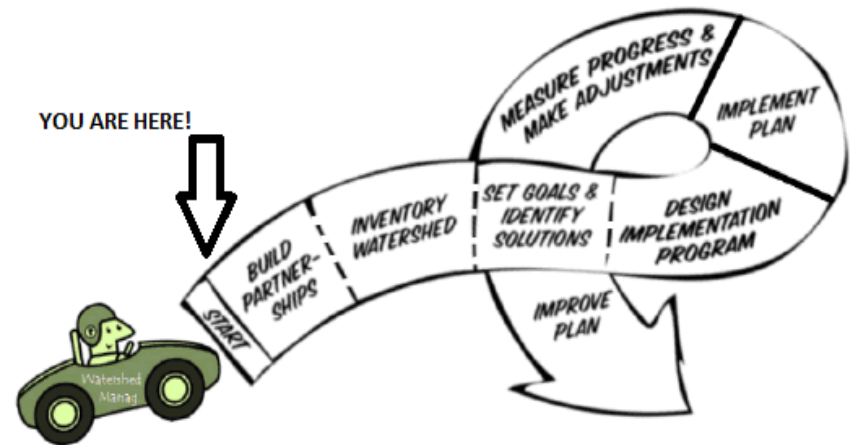 YOU ARE HERE!
Watershed
Manag.
START
BUILD
PARTNER-
SHIPS
INVENTORY
WATERSHED
SET GOALS &
IDENTIFY
SOLUTIONS
DESIGN
IMPLEMENTATION
PROGRAM
IMPLEMENT
PLAN
MEASURE PROGRESS &
MAKE ADJUSTMENTS
IMPROVE
PLAN